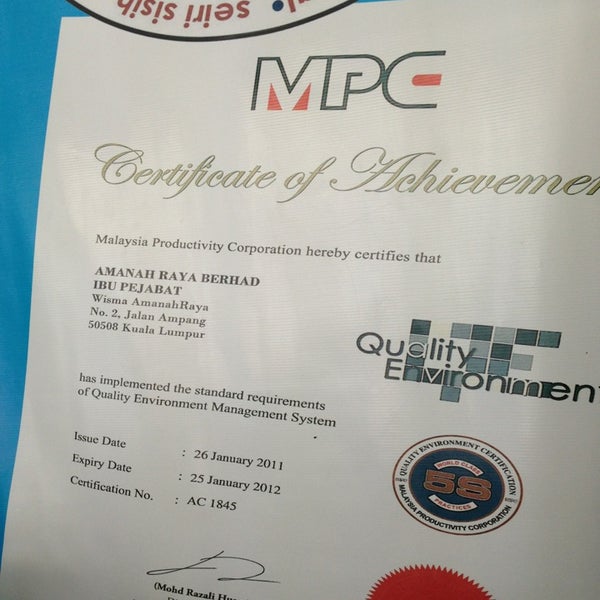 seiri sisih
MPC
Certificate of Achievemen
Malaysia Productivity Corporation hereby certifies that
AMANAH RAYA BERHAD
IBU PEJABAT
Wisma AmanahRaya
No. 2, Jalan Ampang
50508 Kuala Lumpur
Quality
Environment
has implemented the standard requirements
of Quality Environment Management System
Issue Date : 26 January 2011
Expiry Date : 25 January 2012
Certification No. : AC 1845
QUALITY ENVIRONMENT CERTIFICATION
WORLD CLASS
5S
PRACTICES
MALAYSIA PRODUCTIVITY CORPORATION
(Mohd Razali